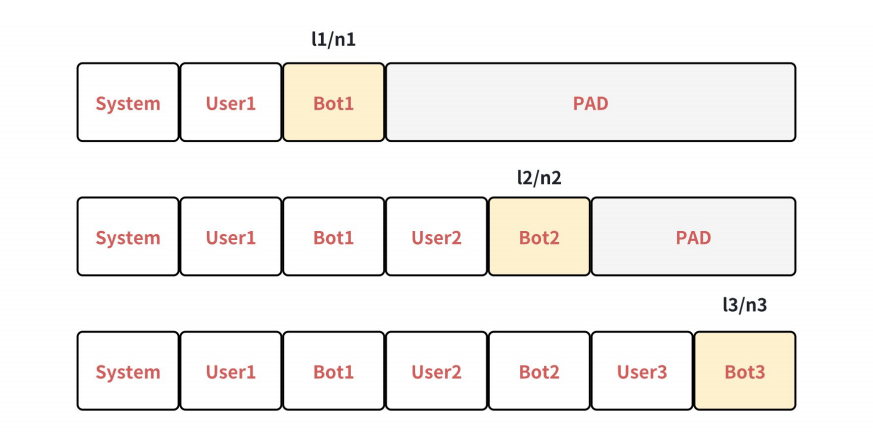 l1/n1
System User1 Bot1 PAD
l2/n2
System User1 Bot1 User2 Bot2 PAD
l3/n3
System User1 Bot1 User2 Bot2 User3 Bot3